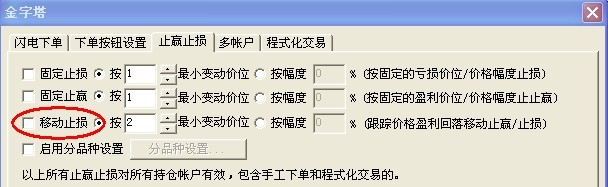 金字塔
闪电下单 下单按钮设置 止赢止损 多帐户 程式化交易
固定止损 按 1 最小变动价位 按幅度 0 % (按固定的亏损价位/价格幅度止损)
固定止赢 按 1 最小变动价位 按幅度 0 % (按固定的盈利价位/价格幅度止赢)
移动止损 按 2 最小变动价位 按幅度 0 % (跟踪价格盈利回落移动止赢/止损)
启用分品种设置 分品种设置...
以上所有止赢止损对所有持仓帐户有效，包含手工下单和程式化交易的。